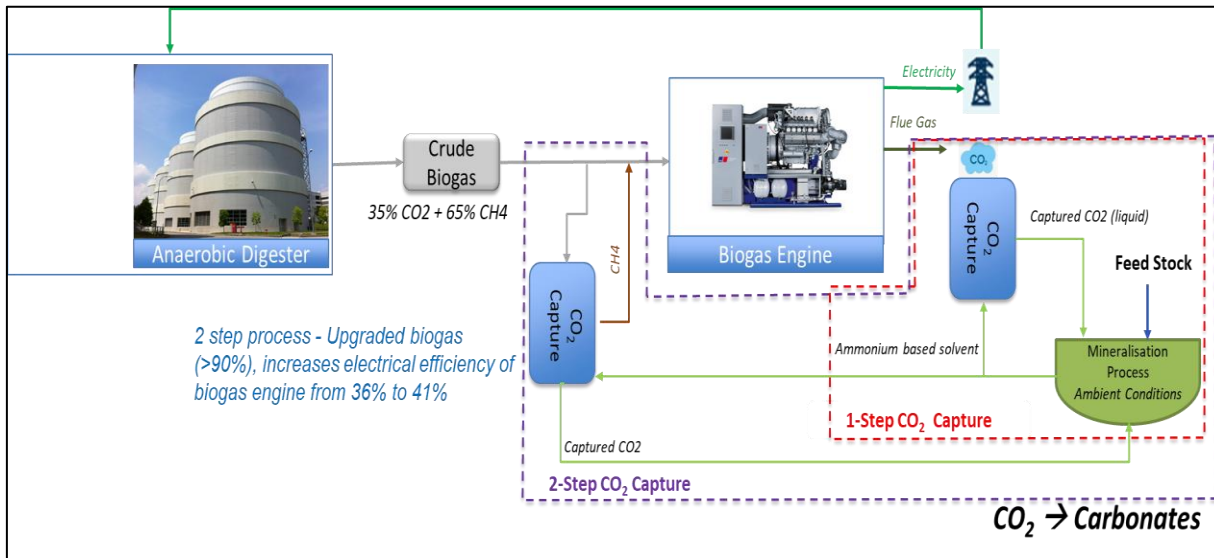 Electricity
Flue Gas
Crude
Biogas
35% CO2 + 65% CH4
Anaerobic Digester
Biogas Engine
CH4
CO₂
Capture
CO₂
CO₂
Capture
Captured CO2 (liquid)
Feed Stock
2 step process - Upgraded biogas
(>90%), increases electrical efficiency of
biogas engine from 36% to 41%
Ammonium based solvent
Mineralisation
Process
Ambient Conditions
1-Step CO₂ Capture
Captured CO2
2-Step CO₂ Capture
CO₂ → Carbonates